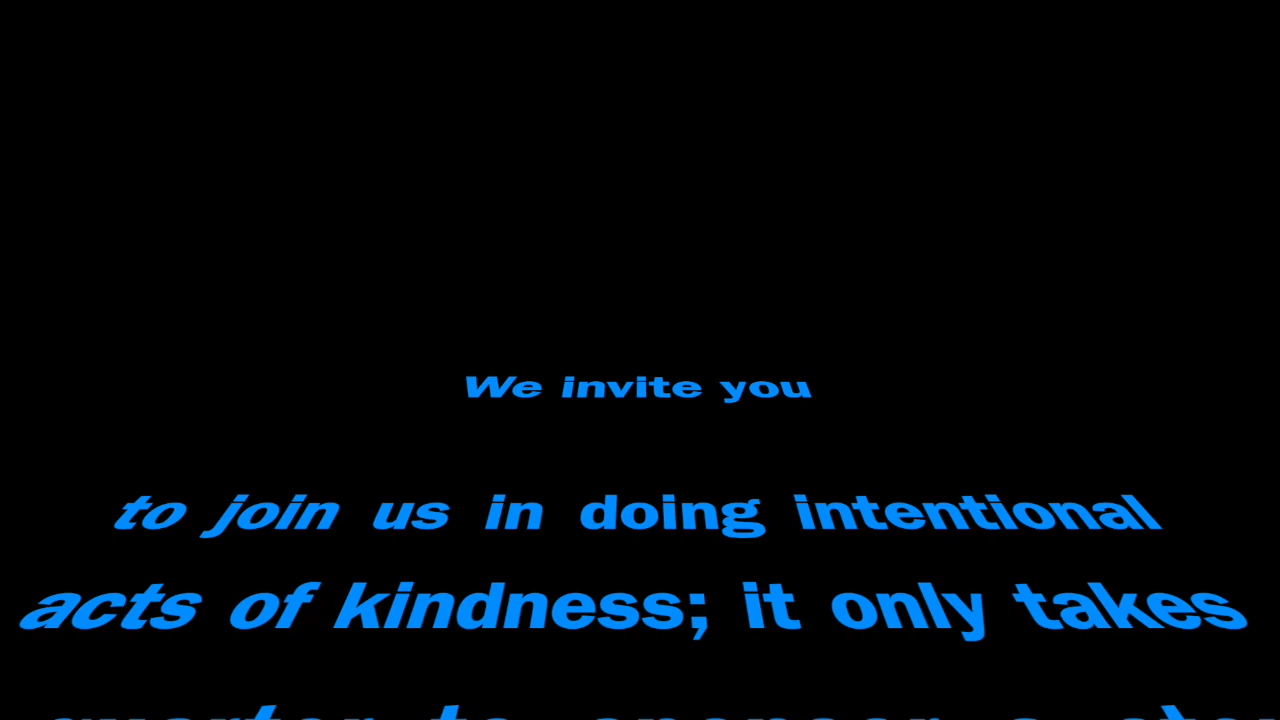 We invite you
to join us in doing intentional
acts of kindness; it only takes